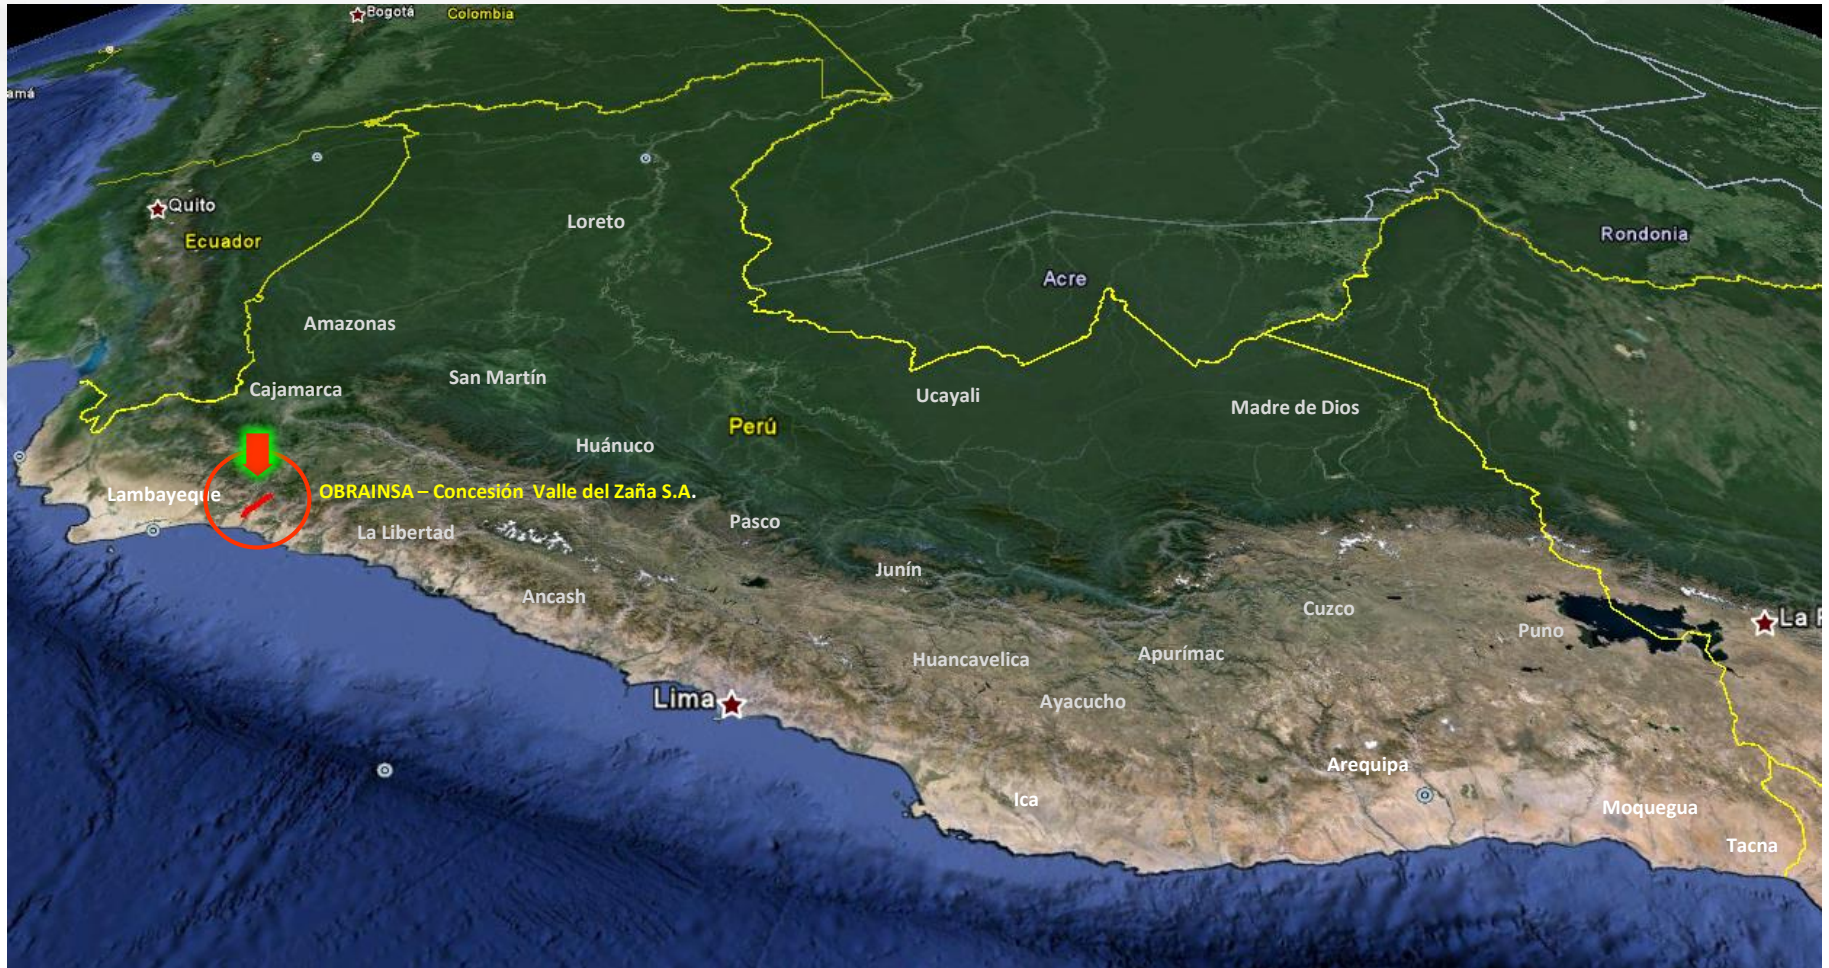 Bogotá
Colombia
amá
Quito
Ecuador
Loreto
Rondonia
Acre
Amazonas
San Martín
Cajamarca
Ucayali
Madre de Dios
Perú
Huánuco
Lambayeque
OBRAINSA – Concesión Valle del Zaña S.A.
Pasco
La Libertad
Junín
Ancash
Cuzco
La P
Puno
Apurímac
Huancavelica
Lima
Ayacucho
Arequipa
Ica
Moquegua
Tacna